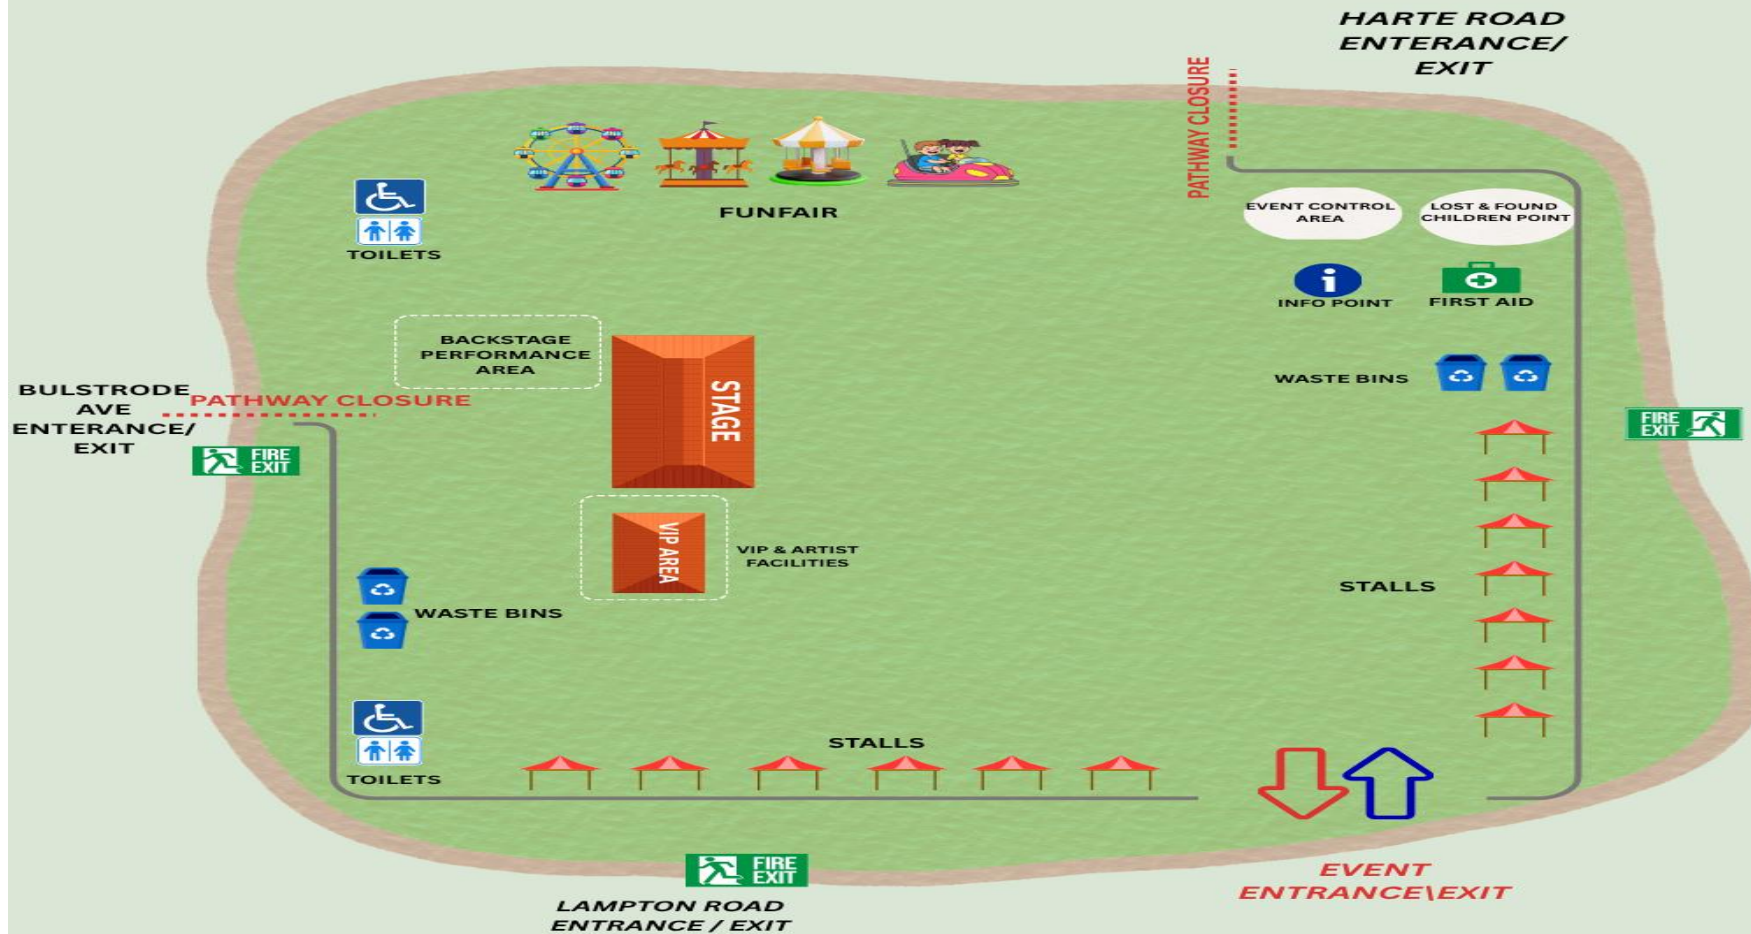 HARTE ROAD
ENTERANCE/
EXIT
PATHWAY CLOSURE
FUNFAIR
TOILETS
EVENT CONTROL
AREA
LOST & FOUND
CHILDREN POINT
INFO POINT
FIRST AID
BACKSTAGE
PERFORMANCE
AREA
STAGE
WASTE BINS
BULSTRODE
AVE
ENTERANCE/
EXIT
PATHWAY CLOSURE
FIRE
EXIT
FIRE
EXIT
VIP AREA
VIP & ARTIST
FACILITIES
STALLS
WASTE BINS
TOILETS
STALLS
FIRE
EXIT
LAMPTON ROAD
ENTRANCE / EXIT
EVENT
ENTRANCE\EXIT